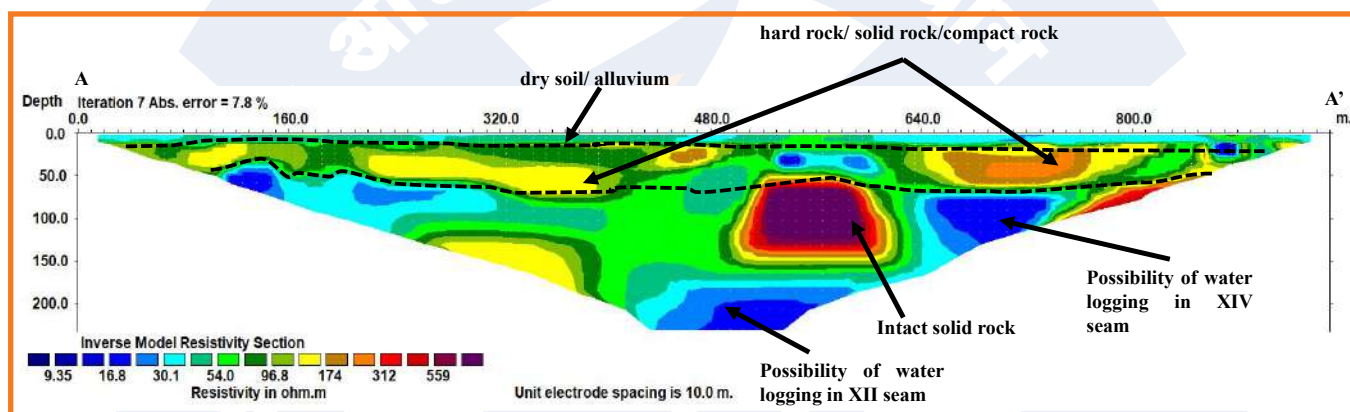 hard rock/ solid rock/compact rock
dry soil/ alluvium
A
A'
Depth Iteration 7 Abs. error = 7.8 %
0.0 160.0 320.0 480.0 640.0 800.0 m.
0.0
50.0
100.0
150.0
200.0
Possibility of water
logging in XIV
seam
Intact solid rock
Possibility of water
logging in XII seam
Inverse Model Resistivity Section
9.35 16.8 30.1 54.0 96.8 174 312 559
Resistivity in ohm.m
Unit electrode spacing is 10.0 m.